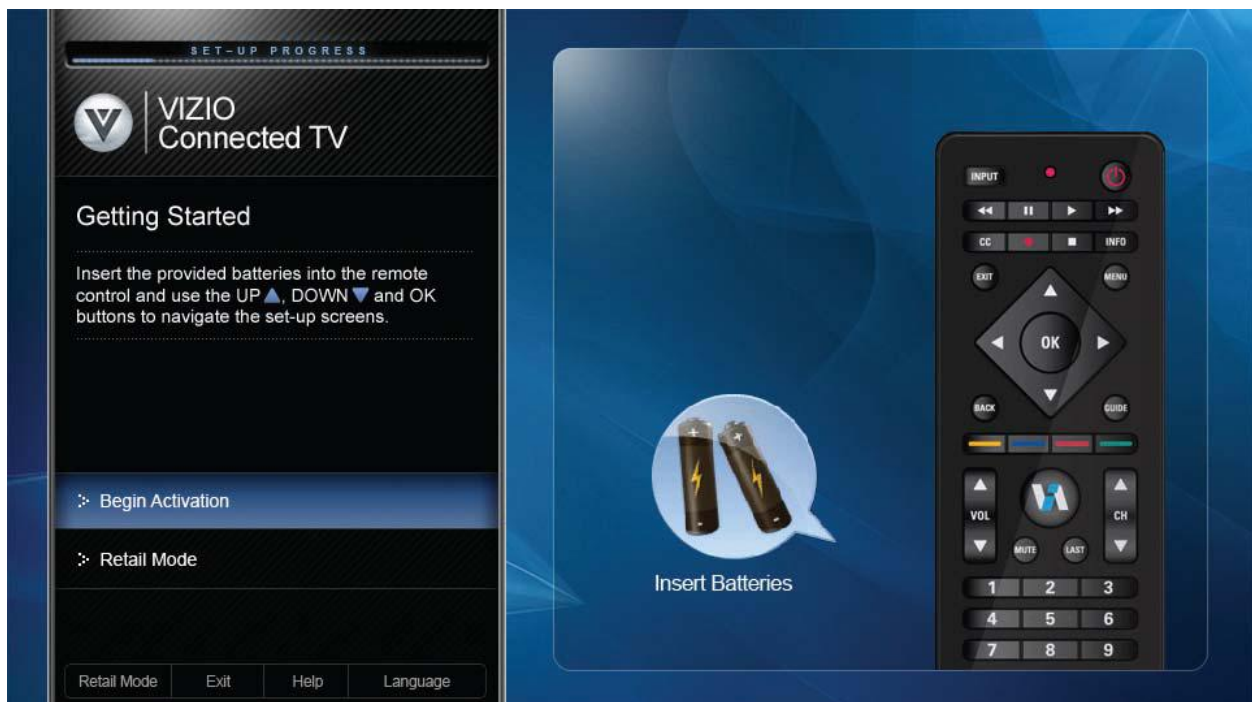 SET-UP PROGRESS
VIZIO
Connected TV
Getting Started
Insert the provided batteries into the remote
control and use the UP ▲, DOWN ▼ and OK
buttons to navigate the set-up screens.
Begin Activation
Retail Mode
Retail Mode Exit Help Language
Insert Batteries
INPUT
CC INFO
EXIT MENU
OK
BACK GUIDE
VOL CH
MUTE LAST
1 2 3
4 5 6
7 8 9